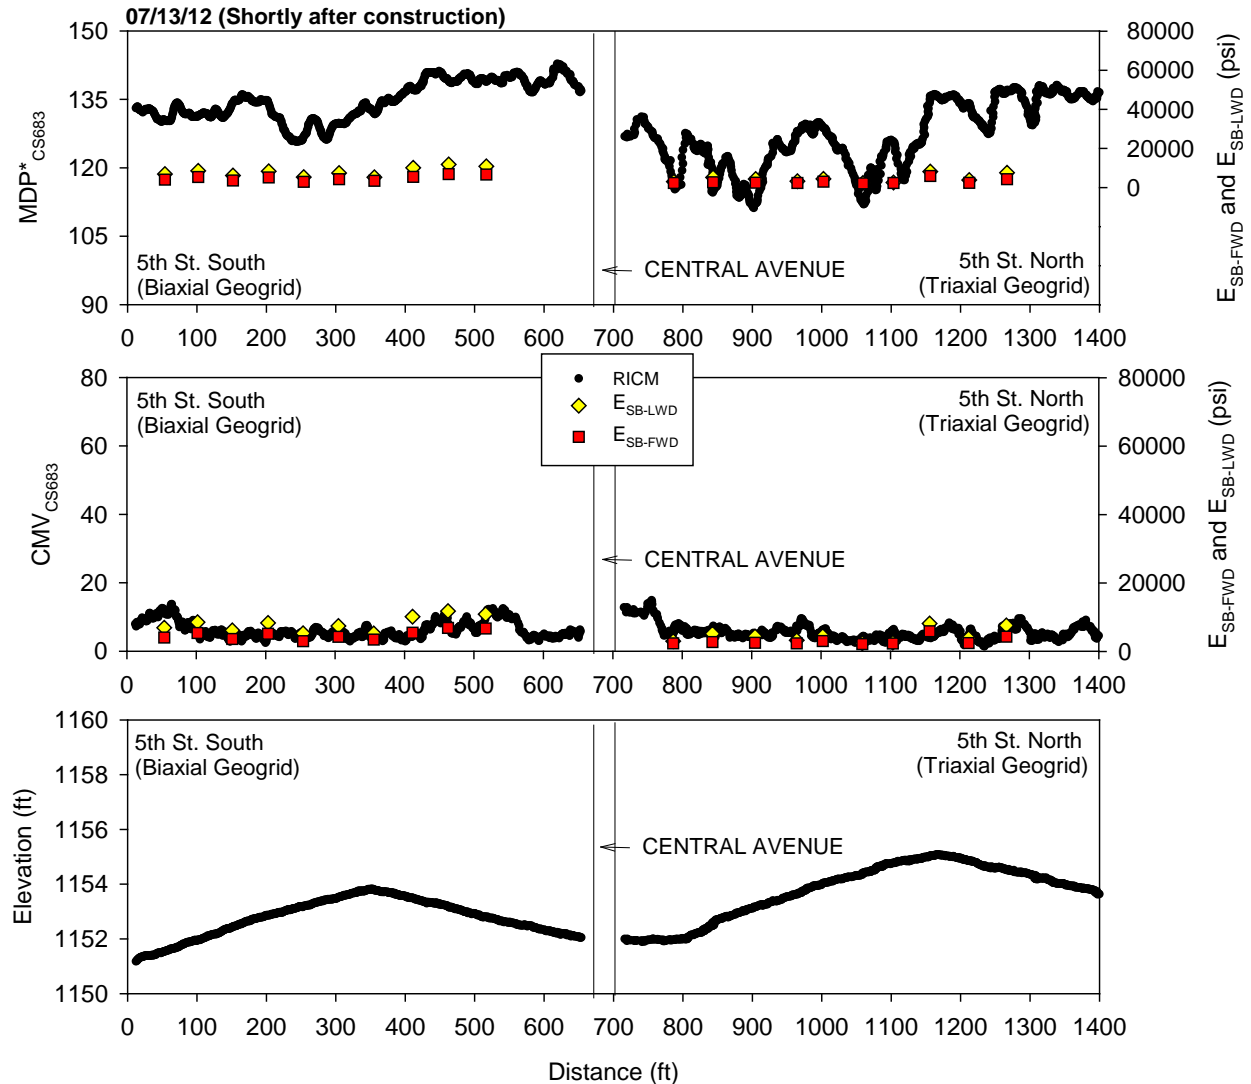 07/13/12 (Shortly after construction)
150
135
120
105
90
MDP*CS683
80000
60000
40000
20000
0
ESB-FWD and ESB-LWD (psi)
5th St. South
(Biaxial Geogrid)
CENTRAL AVENUE
5th St. North
(Triaxial Geogrid)
0 100 200 300 400 500 600 700 800 900 1000 1100 1200 1300 1400
80
60
40
20
0
CMVCS683
80000
60000
40000
20000
0
ESB-FWD and ESB-LWD (psi)
5th St. South
(Biaxial Geogrid)
RICM
ESB-LWD
ESB-FWD
5th St. North
(Triaxial Geogrid)
CENTRAL AVENUE
0 100 200 300 400 500 600 700 800 900 1000 1100 1200 1300 1400
1160
1158
1156
1154
1152
1150
Elevation (ft)
5th St. South
(Biaxial Geogrid)
5th St. North
(Triaxial Geogrid)
CENTRAL AVENUE
0 100 200 300 400 500 600 700 800 900 1000 1100 1200 1300 1400
Distance (ft)